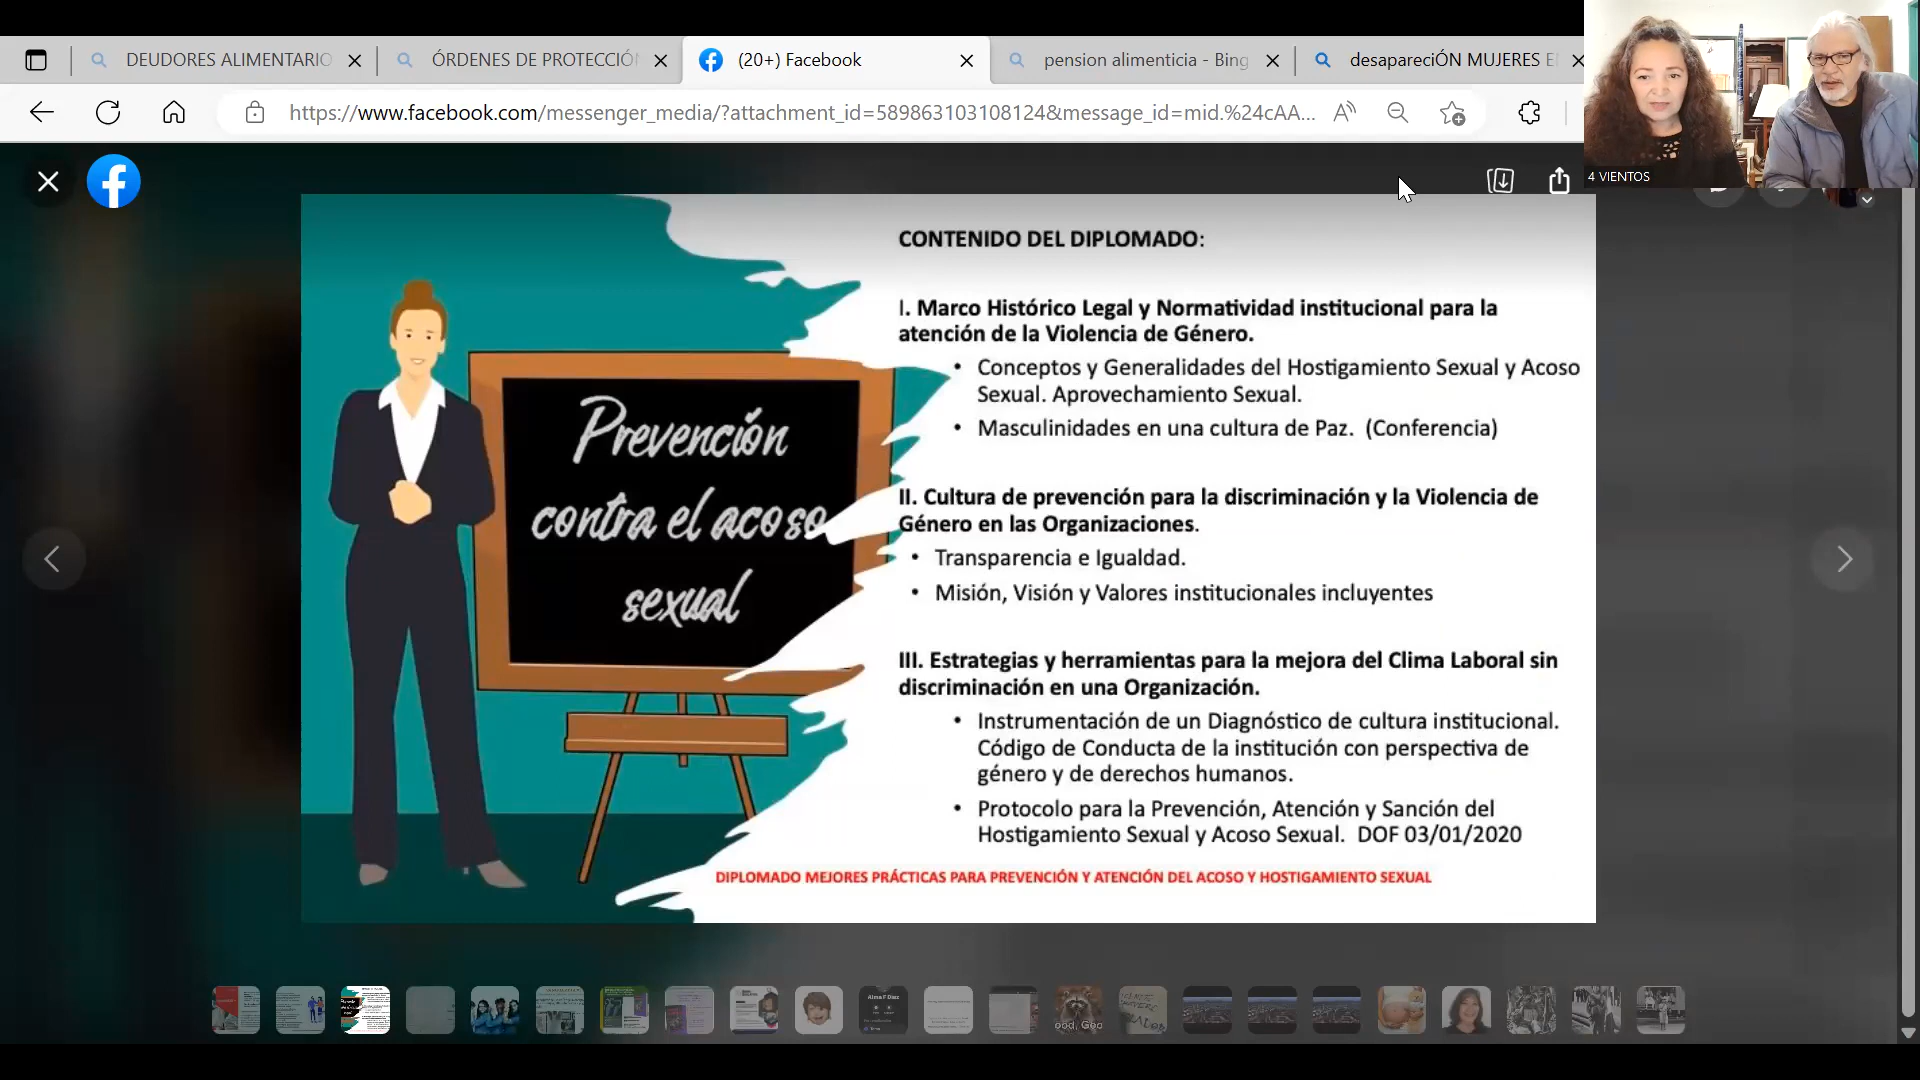 DEUDORES ALIMENTARIO
ÓRDENES DE PROTECCIÓN
(20+) Facebook
pension alimenticia - Bing
desapareciÓN MUJERES E
https://www.facebook.com/messenger_media/?attachment_id=589863103108124&message_id=mid.%24cAA...
4 VIENTOS
CONTENIDO DEL DIPLOMADO:
I. Marco Histórico Legal y Normatividad institucional para la
atención de la Violencia de Género.
• Conceptos y Generalidades del Hostigamiento Sexual y Acoso
Sexual. Aprovechamiento Sexual.
• Masculinidades en una cultura de Paz. (Conferencia)
Prevención
contra el acoso
sexual
II. Cultura de prevención para la discriminación y la Violencia de
Género en las Organizaciones.
• Transparencia e Igualdad.
• Misión, Visión y Valores institucionales incluyentes
III. Estrategias y herramientas para la mejora del Clima Laboral sin
discriminación en una Organización.
• Instrumentación de un Diagnóstico de cultura institucional.
Código de Conducta de la institución con perspectiva de
género y de derechos humanos.
• Protocolo para la Prevención, Atención y Sanción del
Hostigamiento Sexual y Acoso Sexual. DOF 03/01/2020
DIPLOMADO MEJORES PRÁCTICAS PARA PREVENCIÓN Y ATENCIÓN DEL ACOSO Y HOSTIGAMIENTO SEXUAL